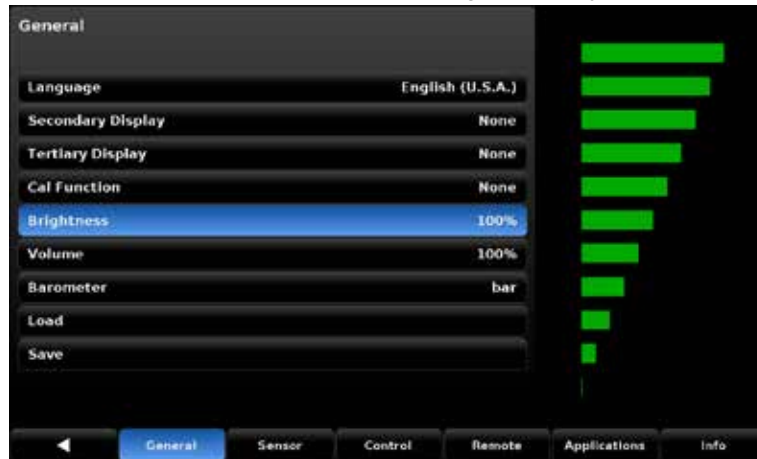 General
Language English (U.S.A.)
Secondary Display None
Tertiary Display None
Cal Function None
Brightness 100%
Volume 100%
Barometer bar
Load
Save
General Sensor Control Remote Applications Info